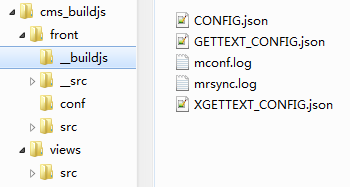 cms_buildjs
front
__buildjs
__src
conf
src
views
src
CONFIG.json
GETTEXT_CONFIG.json
mconf.log
mrsync.log
XGETTEXT_CONFIG.json